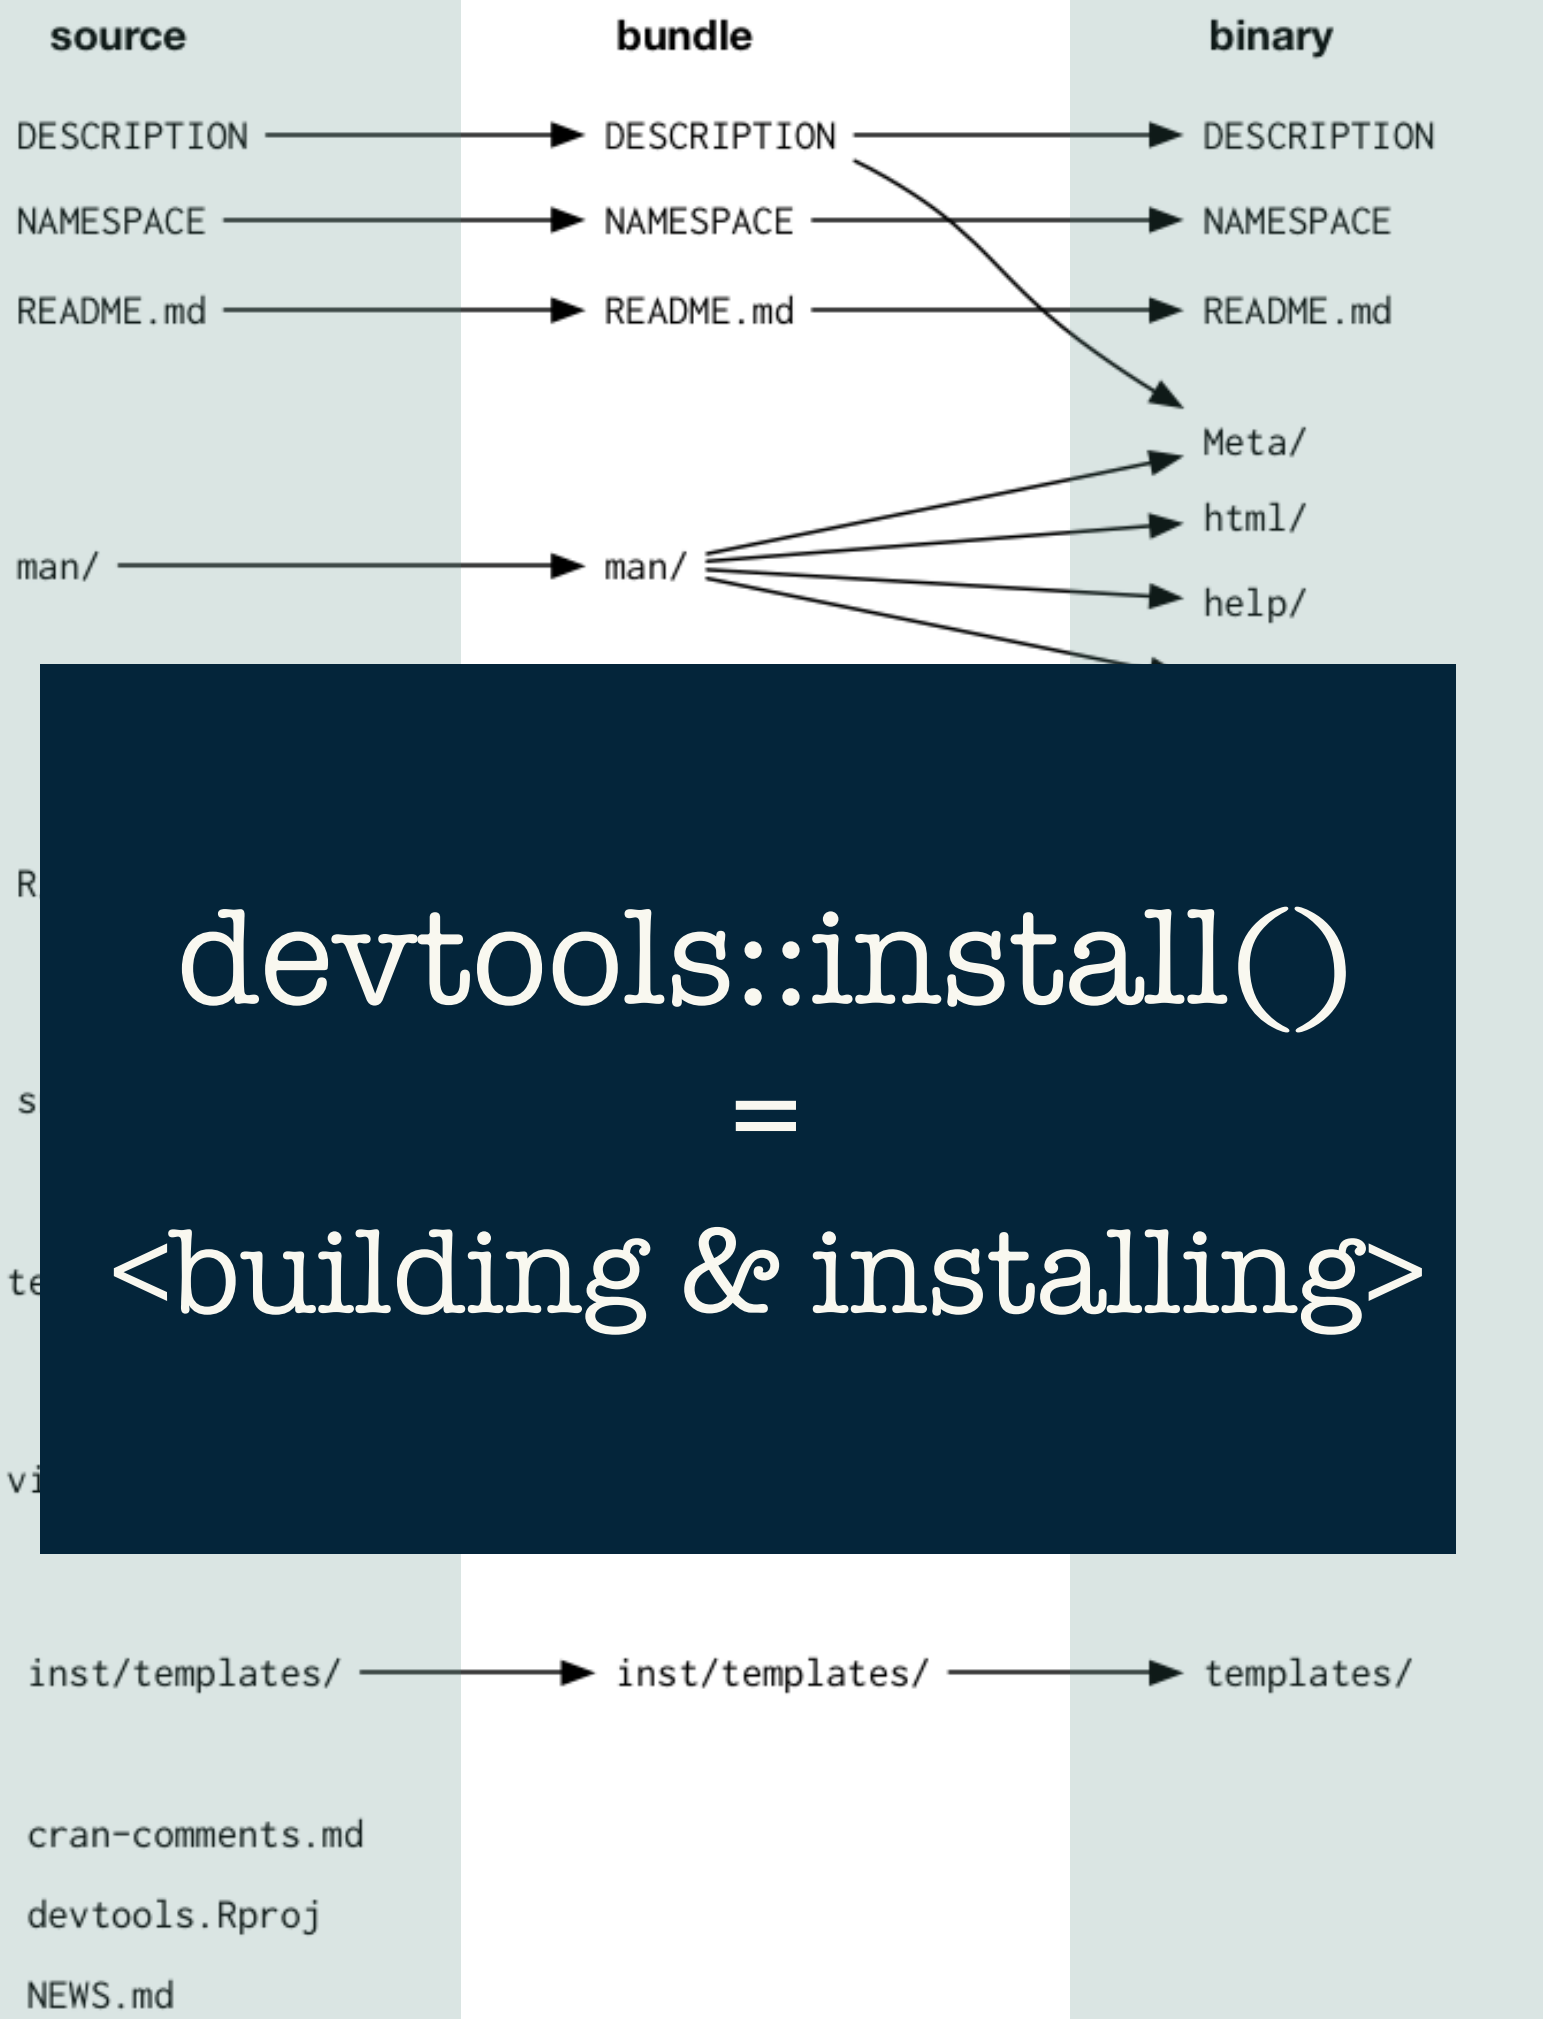 source bundle binary
DESCRIPTION DESCRIPTION DESCRIPTION
NAMESPACE NAMESPACE NAMESPACE
README.md README.md README.md
Meta/
html/
man/ man/
help/
devtools::install()
=
<building & installing>
inst/templates/ inst/templates/ templates/
cran-comments.md
devtools.Rproj
NEWS.md